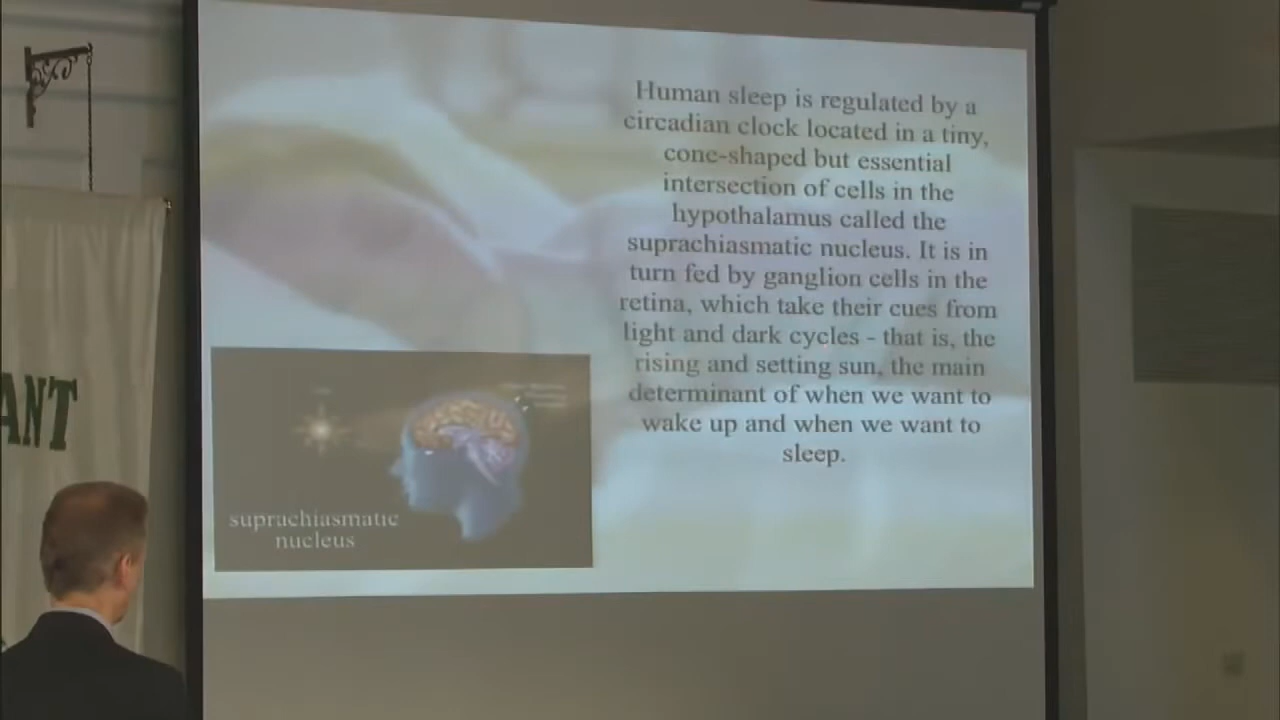 Human sleep is regulated by a
circadian clock located in a tiny,
cone-shaped but essential
intersection of cells in the
hypothalamus called the
suprachiasmatic nucleus. It is in
turn fed by ganglion cells in the
retina, which take their cues from
light and dark cycles - that is, the
rising and setting sun, the main
determinant of when we want to
wake up and when we want to
sleep.
suprachiasmatic
nucleus
ANT